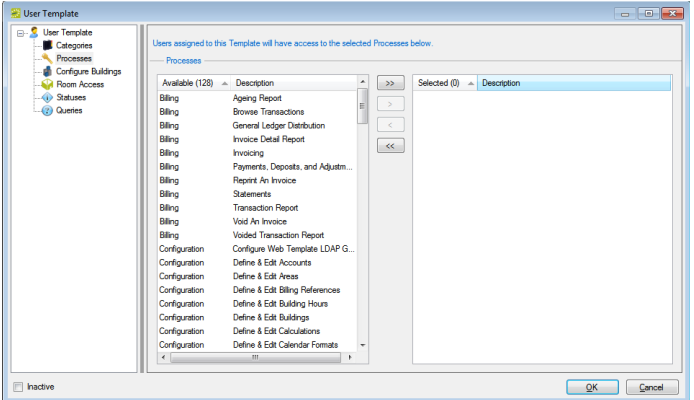 User Template
User Template
Categories
Processes
Configure Buildings
Room Access
Statuses
Queries
Users assigned to this Template will have access to the selected Processes below.
Processes
Available (128) Description
Billing Ageing Report
Billing Browse Transactions
Billing General Ledger Distribution
Billing Invoice Detail Report
Billing Invoicing
Billing Payments, Deposits, and Adjustm...
Billing Reprint An Invoice
Billing Statements
Billing Transaction Report
Billing Void An Invoice
Billing Voided Transaction Report
Configuration Configure Web Template LDAP G...
Configuration Define & Edit Accounts
Configuration Define & Edit Areas
Configuration Define & Edit Billing References
Configuration Define & Edit Building Hours
Configuration Define & Edit Buildings
Configuration Define & Edit Calculations
Configuration Define & Edit Calendar Formats
>>
>
<
<<
Selected (0) Description
Inactive
OK Cancel